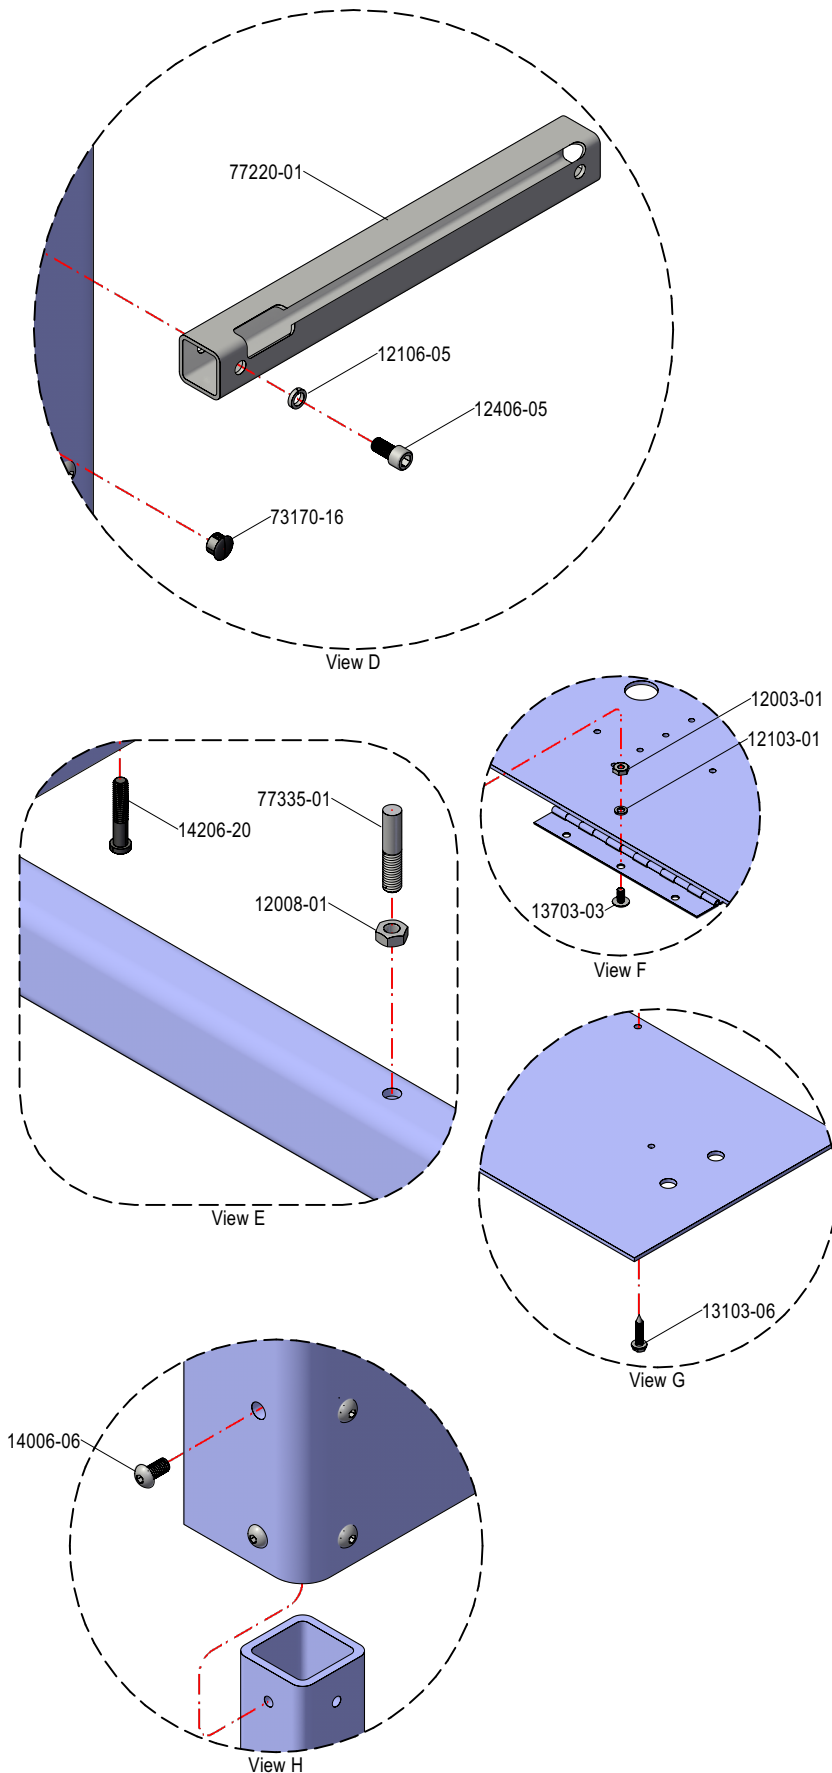 77220-01
12106-05
12406-05
73170-16
View D
12003-01
12103-01
13703-03
View F
77335-01
14206-20
12008-01
View E
13103-06
View G
14006-06
View H